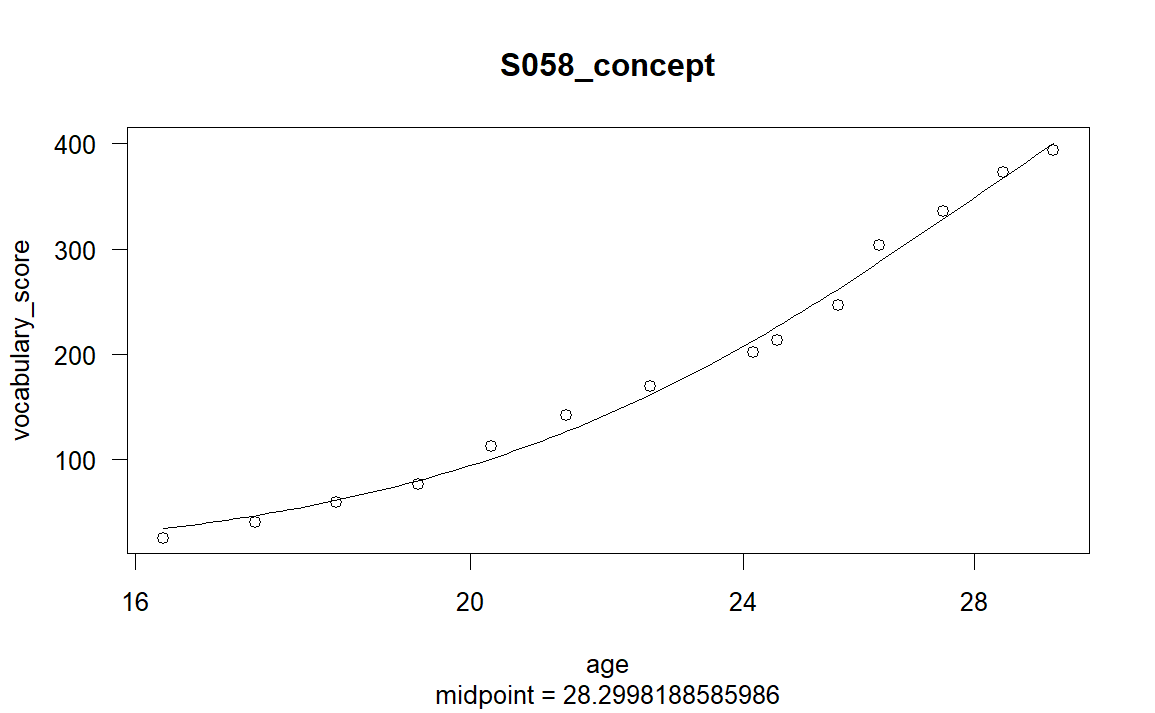 S058_concept
400
300
200
100
vocabulary_score
16 20 24 28
age
midpoint = 28.2998188585986